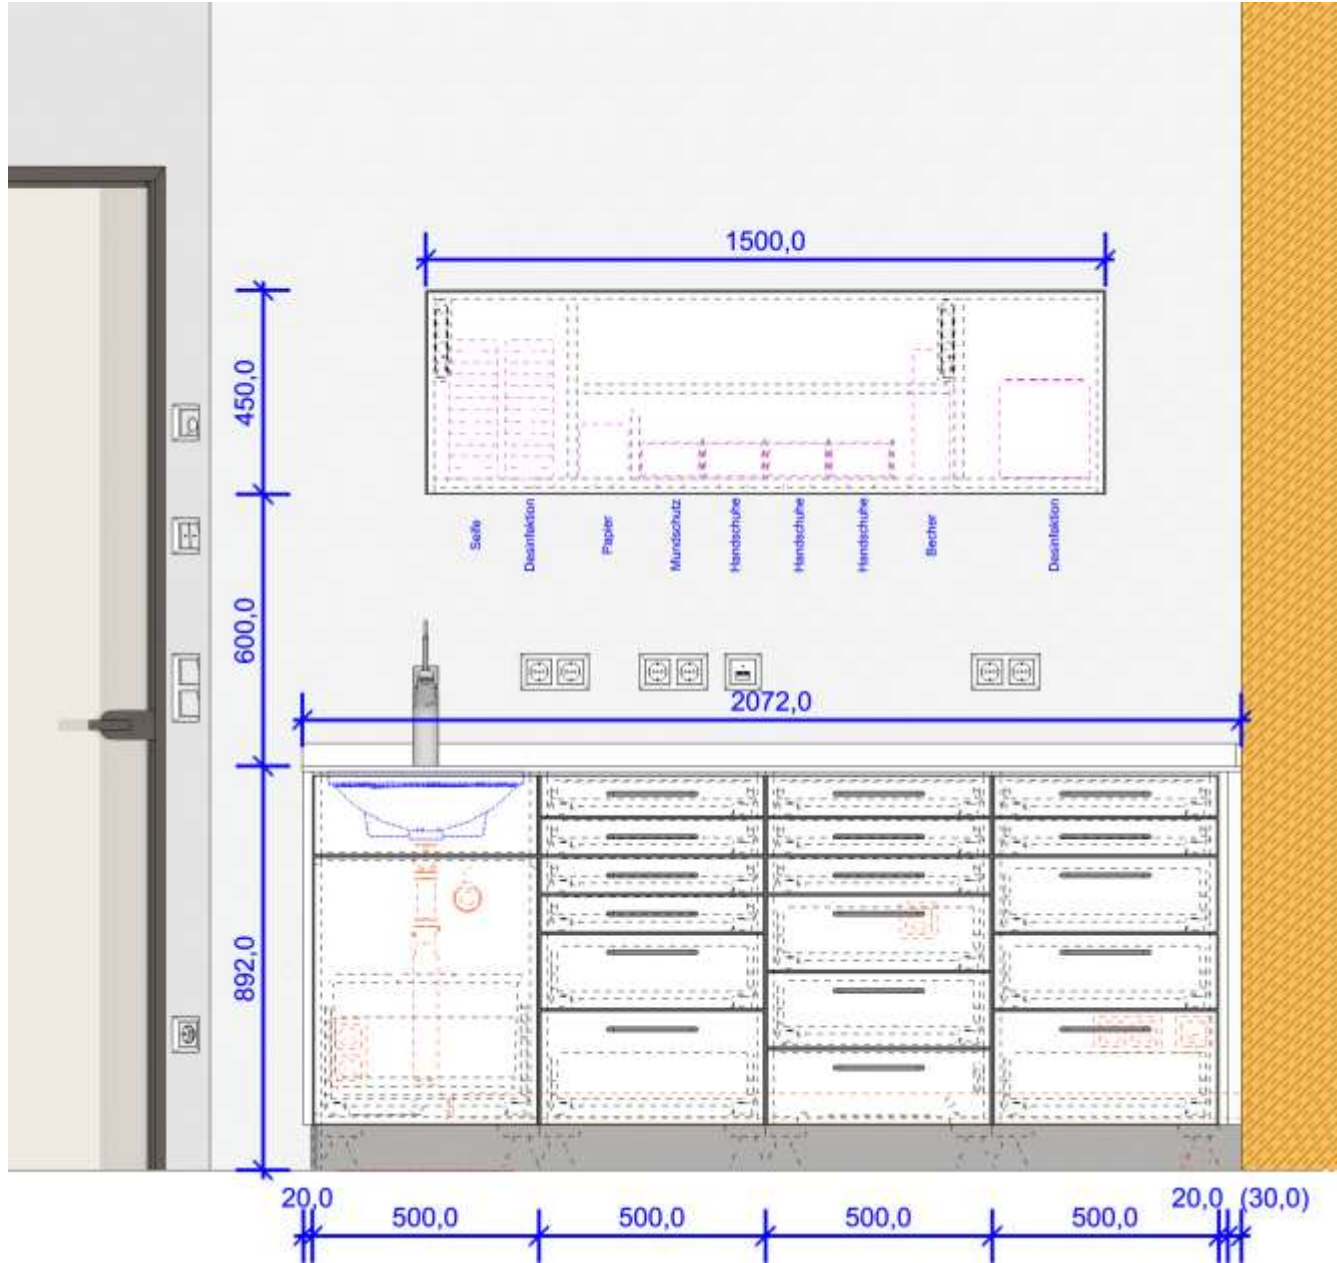 1500,0
450,0
Seife
Desinfektion
Papier
Mundschutz
Handschuhe
Handschuhe
Handschuhe
Becher
Desinfektion
600,0
2072,0
892,0
20,0
500,0
500,0
500,0
500,0
20,0
(30,0)